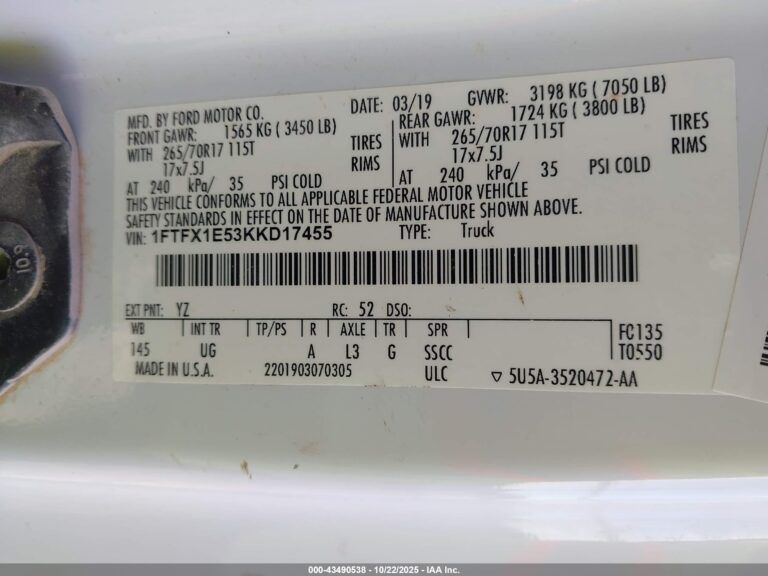 MFD. BY FORD MOTOR CO. DATE: 03/19 GVWR: 3198 KG ( 7050 LB)
FRONT GAWR: 1565 KG ( 3450 LB) REAR GAWR: 1724 KG ( 3800 LB)
WITH 265/70R17 115T TIRES WITH 265/70R17 115T TIRES
17x7.5J RIMS 17x7.5J RIMS
AT 240 kPa/ 35 PSI COLD AT 240 kPa/ 35 PSI COLD
THIS VEHICLE CONFORMS TO ALL APPLICABLE FEDERAL MOTOR VEHICLE
SAFETY STANDARDS IN EFFECT ON THE DATE OF MANUFACTURE SHOWN ABOVE.
VIN: 1FTFX1E53KKD17455 TYPE: Truck
EXT PNT: YZ RC: 52 DSO:
WB INT TR TP/PS R AXLE TR SPR FC135
145 UG A L3 G SSCC T0550
MADE IN U.S.A. 2201903070305 ULC ▽ 5U5A-3520472-AA
10.9
000-43490538 - 10/22/2025 - IAA Inc.